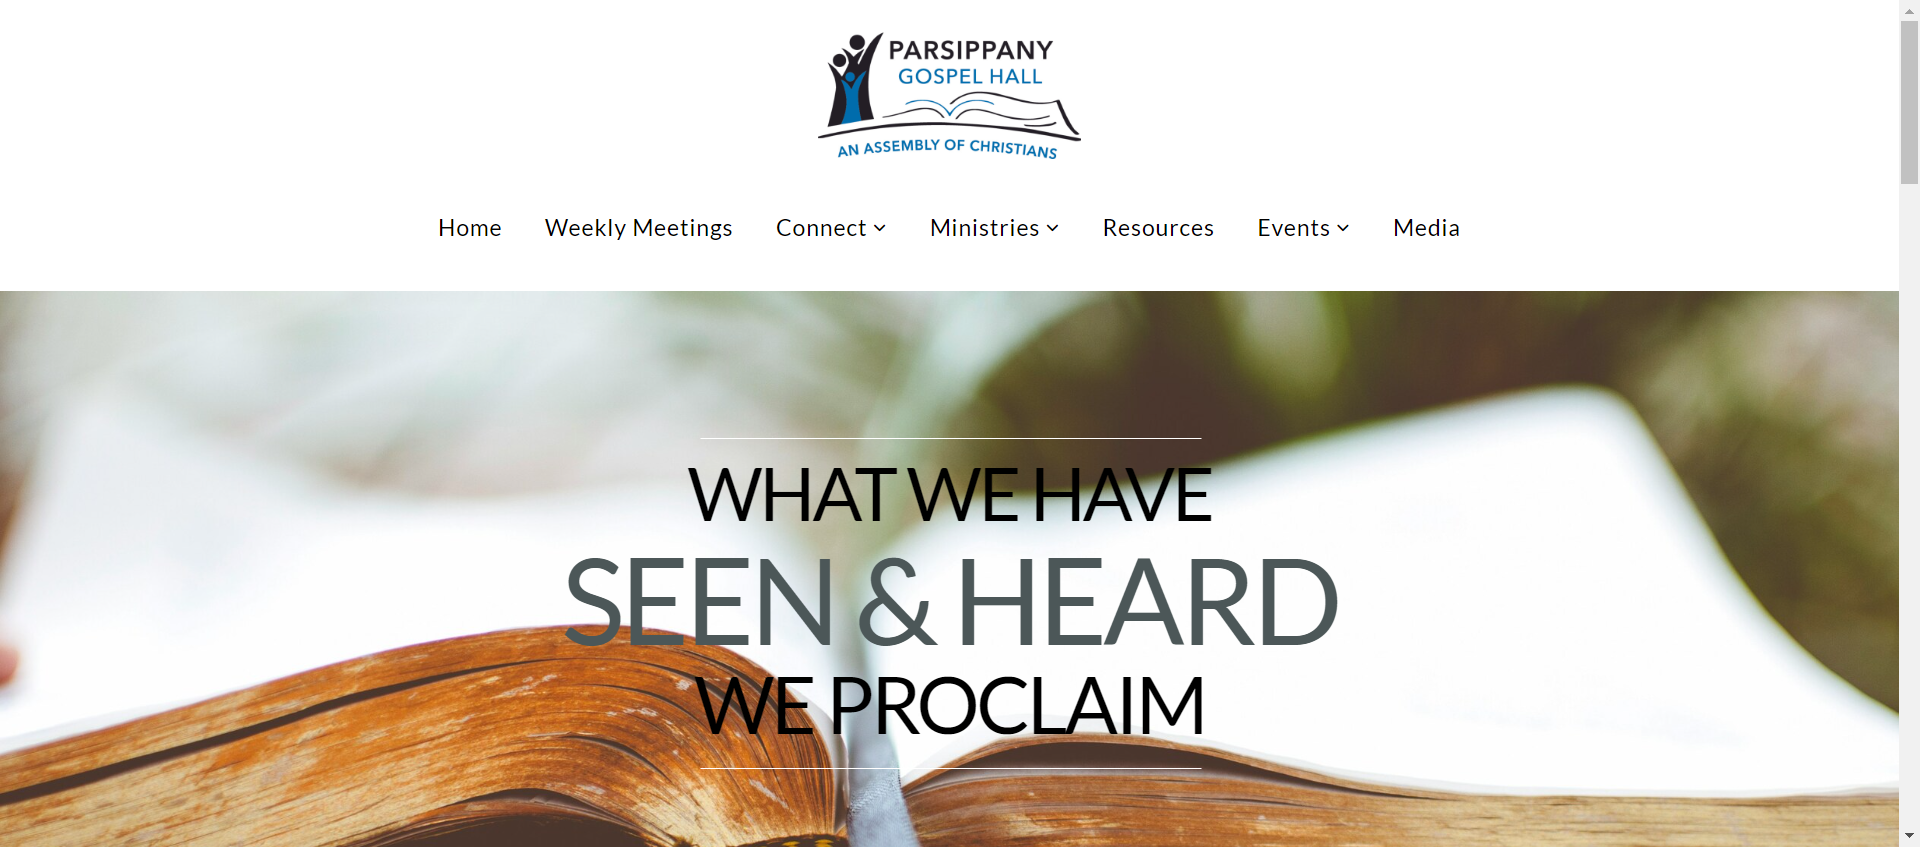 PARSIPPANY
GOSPEL HALL
AN ASSEMBLY OF CHRISTIANS
Home Weekly Meetings Connect Ministries Resources Events Media
WHAT WE HAVE
SEEN & HEARD
WE PROCLAIM